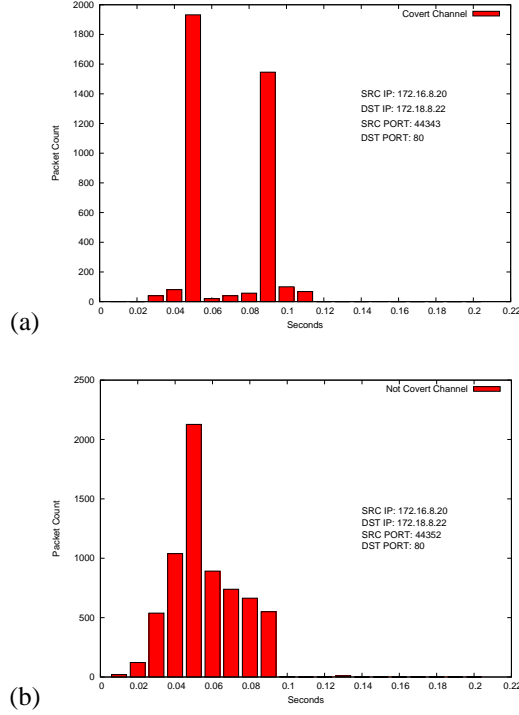 2000
1800
1600
1400
1200
1000
800
600
400
200
0
Packet Count
Covert Channel
SRC IP: 172.16.8.20
DST IP: 172.18.8.22
SRC PORT: 44343
DST PORT: 80
0 0.02 0.04 0.06 0.08 0.1 0.12 0.14 0.16 0.18 0.2 0.22
Seconds
(a)
2500
2000
1500
1000
500
0
Packet Count
Not Covert Channel
SRC IP: 172.16.8.20
DST IP: 172.18.8.22
SRC PORT: 44352
DST PORT: 80
0 0.02 0.04 0.06 0.08 0.1 0.12 0.14 0.16 0.18 0.2 0.22
Seconds
(b)